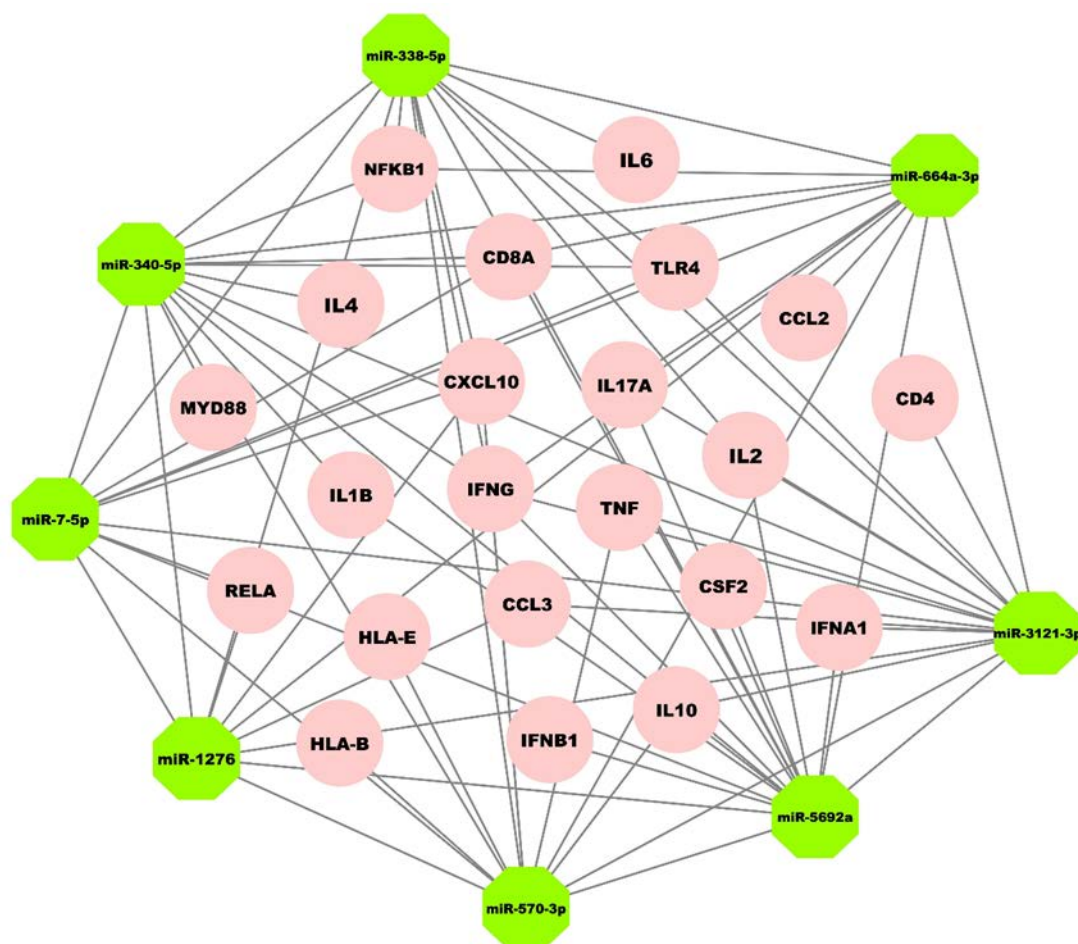 miR-338-5p
IL6
NFKB1
miR-664a-3p
CD8A
TLR4
miR-340-5p
IL4
CCL2
CXCL10
IL17A
MYD88
CD4
IL2
IFNG
IL1B
TNF
miR-7-5p
RELA
CSF2
CCL3
IFNA1
HLA-E
miR-3121-3p
IL10
HLA-B
IFNB1
miR-1276
miR-5692a
miR-570-3p